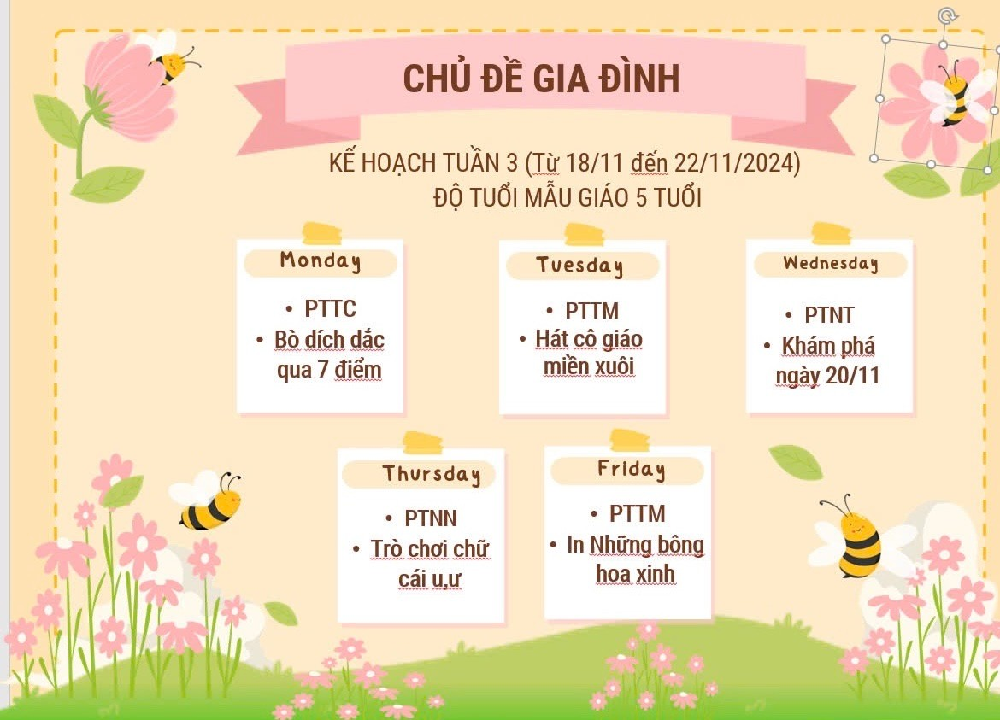 CHỦ ĐỀ GIA ĐÌNH
KẾ HOẠCH TUẦN 3 (Từ 18/11 đến 22/11/2024)
ĐỘ TUỔI MẪU GIÁO 5 TUỔI
Monday
• PTTC
• Bò dích dắc
qua 7 điểm
Tuesday
• PTTM
• Hát cô giáo
miền xuôi
Wednesday
• PTNT
• Khám phá
ngày 20/11
Thursday
• PTNN
• Trò chơi chữ
cái u,ư
Friday
• PTTM
• In Những bông
hoa xinh